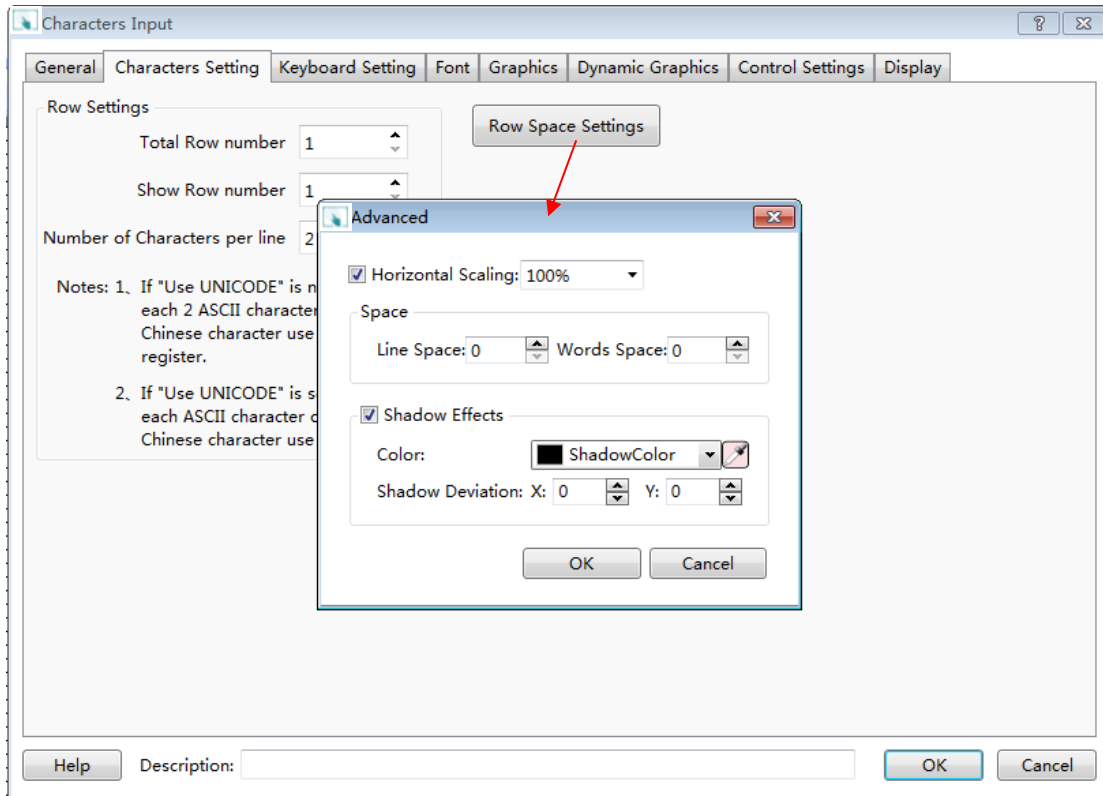 Characters Input
General Characters Setting Keyboard Setting Font Graphics Dynamic Graphics Control Settings Display
Row Settings
Total Row number 1
Row Space Settings
Show Row number 1
Number of Characters per line 2
Notes: 1、If "Use UNICODE" is
each 2 ASCII character
Chinese character use
register.
2、If "Use UNICODE" is
each ASCII character
Chinese character use
Advanced
Horizontal Scaling: 100%
Space
Line Space: 0 Words Space: 0
Shadow Effects
Color: ShadowColor
Shadow Deviation: X: 0 Y: 0
OK Cancel
Help Description: OK Cancel